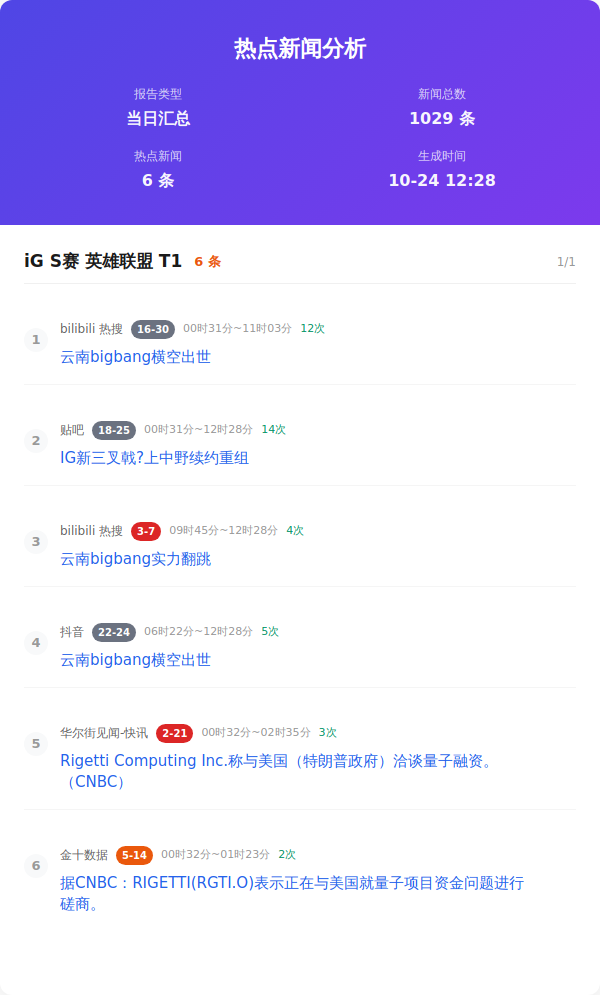 热点新闻分析
报告类型
新闻总数
当日汇总
1029 条
热点新闻
生成时间
6 条
10-24 12:28
iG S赛 英雄联盟 T1 6 条 1/1
1 bilibili 热搜 16-30 00时31分~11时03分 12次
云南bigbang横空出世
2 贴吧 18-25 00时31分~12时28分 14次
IG新三叉戟?上中野续约重组
3 bilibili 热搜 3-7 09时45分~12时28分 4次
云南bigbang实力翻跳
4 抖音 22-24 06时22分~12时28分 5次
云南bigbang横空出世
5 华尔街见闻-快讯 2-21 00时32分~02时35分 3次
Rigetti Computing Inc.称与美国（特朗普政府）洽谈量子融资。
（CNBC）
6 金十数据 5-14 00时32分~01时23分 2次
据CNBC：RIGETTI(RGTI.O)表示正在与美国就量子项目资金问题进行
磋商。